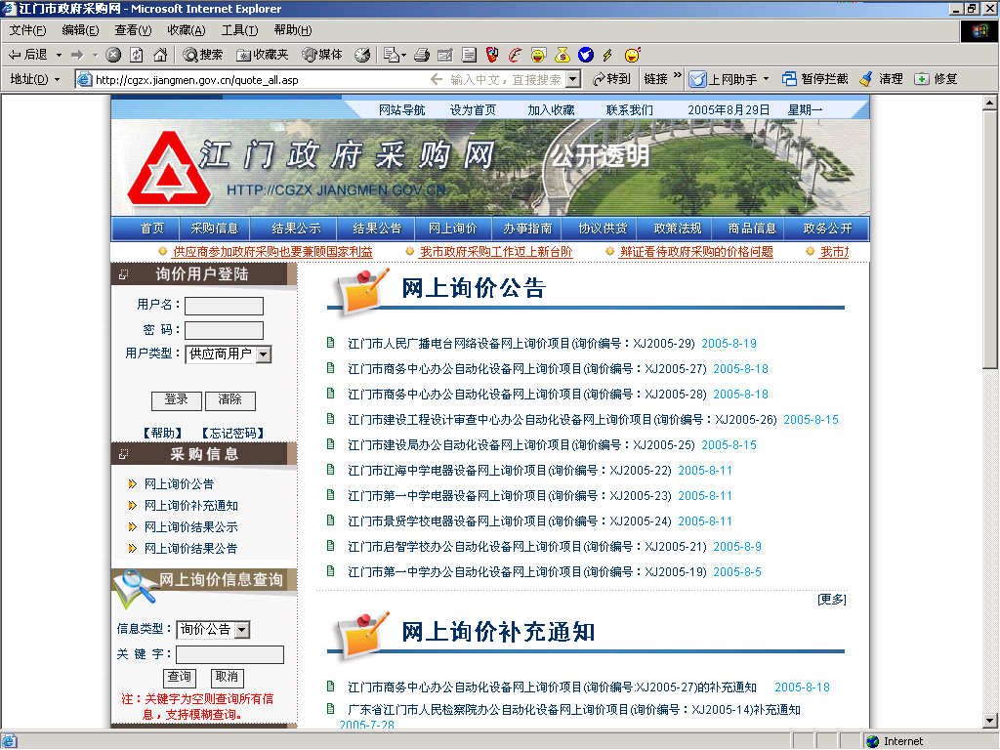 江门市政府采购网 - Microsoft Internet Explorer
文件(F) 编辑(E) 查看(V) 收藏(A) 工具(T) 帮助(H)
后退 搜索 收藏夹 媒体
地址(D) http://cgzx.jiangmen.gov.cn/quote_all.asp 输入中文，直接搜索 转到 链接 » 上网助手 暂停拦截 清理 修复
网站导航 设为首页 加入收藏 联系我们 2005年8月29日 星期一
江门政府采购网 公开透明
HTTP://CGZX.JIANGMEN.GOV.CN
首页 采购信息 结果公示 结果公告 网上询价 办事指南 协议供货 政策法规 商品信息 政务公开
供应商参加政府采购也要兼顾国家利益 我市政府采购工作迈上新台阶 辩证看待政府采购的价格问题 我市
询价用户登陆
用户名：
密 码：
用户类型： 供应商用户
登录 清除
【帮助】 【忘记密码】
采购信息
网上询价公告
网上询价补充通知
网上询价结果公示
网上询价结果公告
网上询价信息查询
信息类型： 询价公告
关 键 字：
查询 取消
注：关键字为空则查询所有信
息，支持模糊查询。
网上询价公告
江门市人民广播电台网络设备网上询价项目(询价编号：XJ2005-29) 2005-8-19
江门市商务中心办公自动化设备网上询价项目(询价编号：XJ2005-27) 2005-8-18
江门市商务中心办公自动化设备网上询价项目(询价编号：XJ2005-28) 2005-8-18
江门市建设工程设计审查中心办公自动化设备网上询价项目(询价编号：XJ2005-26) 2005-8-15
江门市建设局办公自动化设备网上询价项目(询价编号：XJ2005-25) 2005-8-15
江门市江海中学电器设备网上询价项目(询价编号：XJ2005-22) 2005-8-11
江门市第一中学电器设备网上询价项目(询价编号：XJ2005-23) 2005-8-11
江门市景贤学校电器设备网上询价项目(询价编号：XJ2005-24) 2005-8-11
江门市启智学校办公自动化设备网上询价项目(询价编号：XJ2005-21) 2005-8-9
江门市第一中学办公自动化设备网上询价项目(询价编号：XJ2005-19) 2005-8-5
[更多]
网上询价补充通知
江门市商务中心办公自动化设备网上询价项目(询价编号:XJ2005-27)的补充通知 2005-8-18
广东省江门市人民检察院办公自动化设备网上询价项目(询价编号：XJ2005-14)补充通知
2005-7-28
Internet